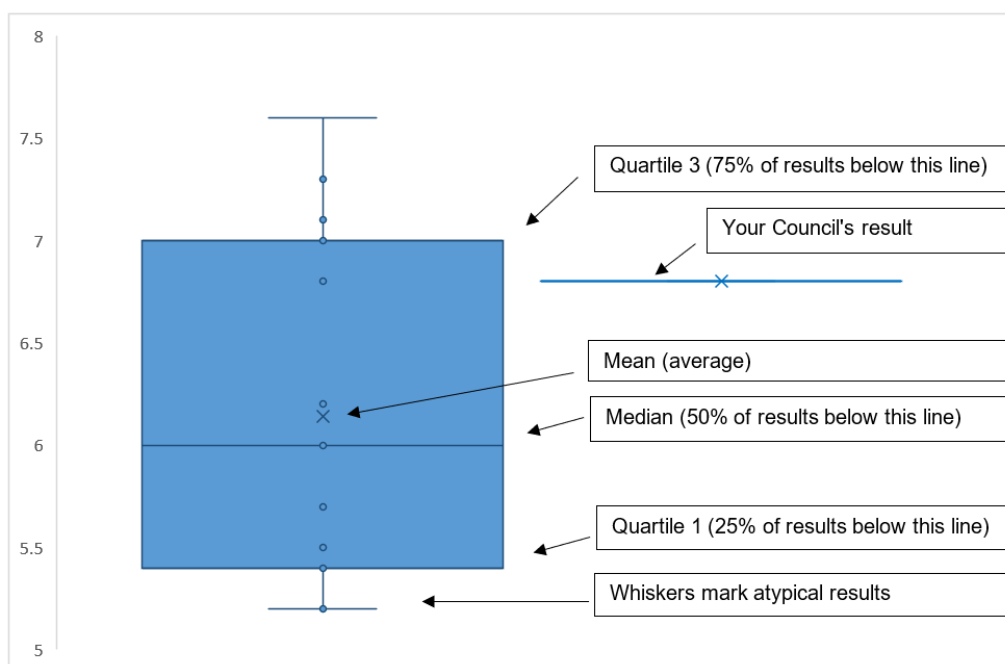 8
7.5
Quartile 3 (75% of results below this line)
Your Council's result
7
6.5
Mean (average)
Median (50% of results below this line)
6
Quartile 1 (25% of results below this line)
5.5
Whiskers mark atypical results
5